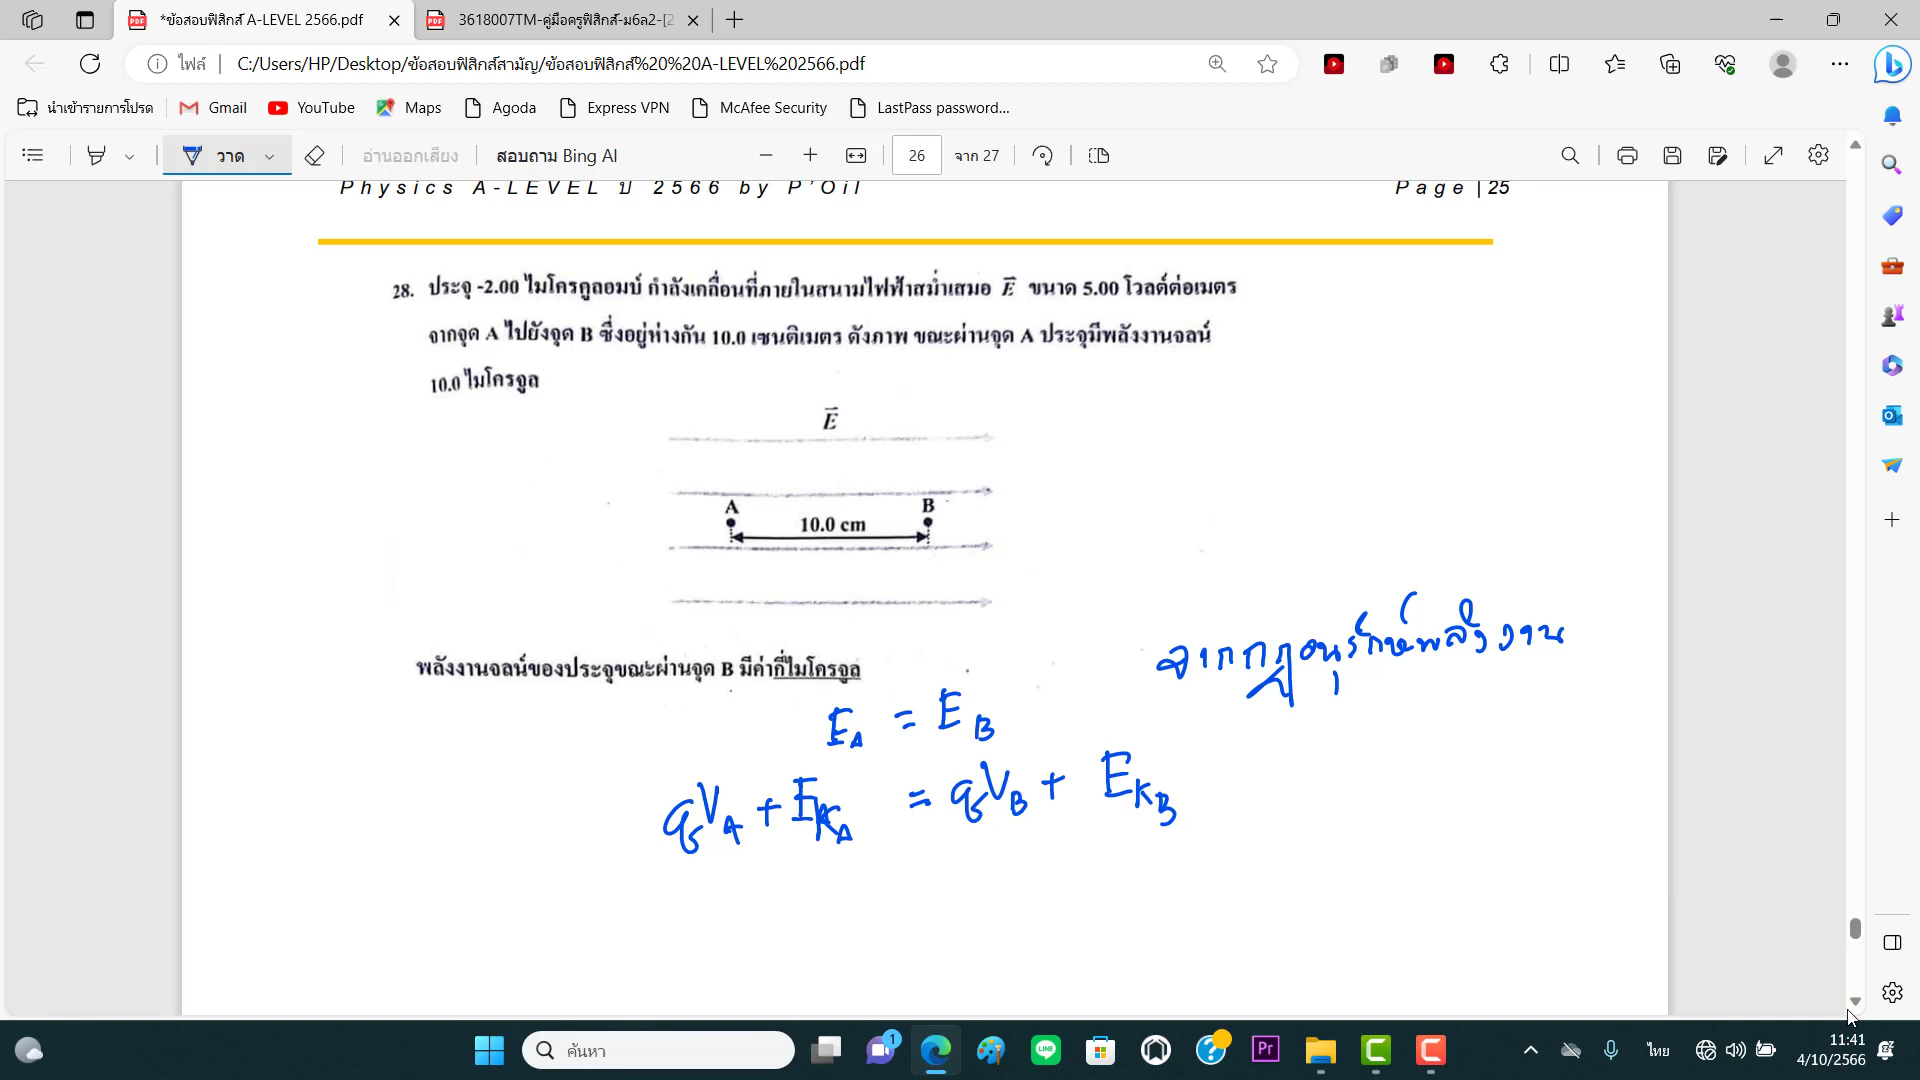 *ข้อสอบฟิสิกส์ A-LEVEL 2566.pdf
3618007TM-คู่มือครูฟิสิกส์-ม6ล2-[2
ไฟล์
C:/Users/HP/Desktop/ข้อสอบฟิสิกส์สามัญ/ข้อสอบฟิสิกส์%20%20A-LEVEL%202566.pdf
นำเข้ารายการโปรด
Gmail
YouTube
Maps
Agoda
Express VPN
McAfee Security
LastPass password...
วาด
อ่านออกเสียง
สอบถาม Bing AI
26
จาก 27
Physics A-LEVEL ปี 2566 by P'Oil
Page | 25
28. ประจุ -2.00 ไมโครคูลอมบ์ กำลังเคลื่อนที่ภายในสนามไฟฟ้าสม่ำเสมอ E ขนาด 5.00 โวลต์ต่อเมตร
จากจุด A ไปยังจุด B ซึ่งอยู่ห่างกัน 10.0 เซนติเมตร ดังภาพ ขณะผ่านจุด A ประจุมีพลังงานจลน์
10.0 ไมโครจูล
E
A
B
10.0 cm
จากกฎอนุรักษ์พลังงาน
พลังงานจลน์ของประจุขณะผ่านจุด B มีค่ากี่ไมโครจูล
E_A = E_B
qV_A + E_{KA} = qV_B + E_{KB}
ค้นหา
1
Pr
ไทย
11:41
4/10/2566